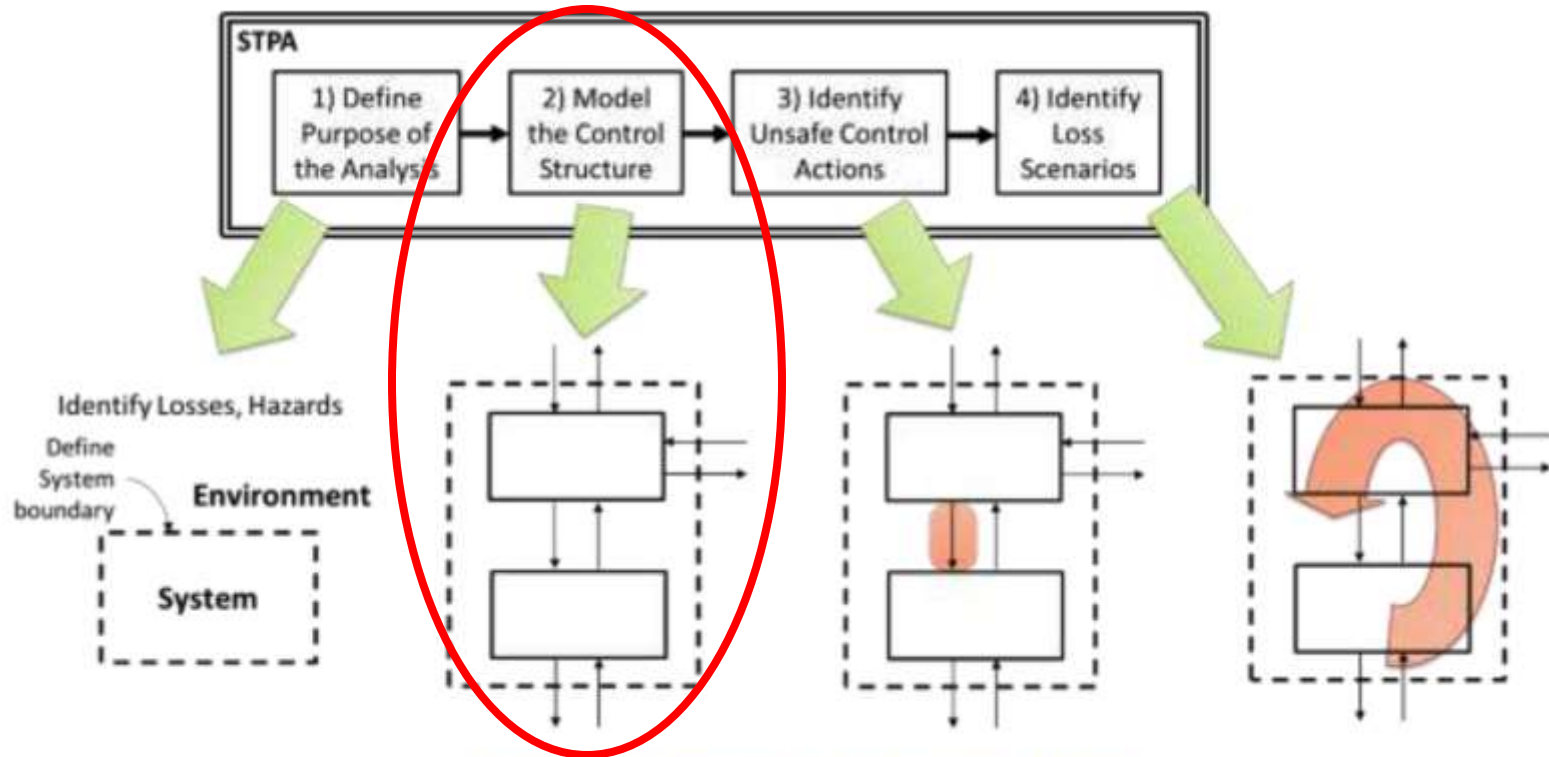 STPA
1) Define
Purpose of
the Analysis
2) Model
the Control
Structure
3) Identify
Unsafe Control
Actions
4) Identify
Loss
Scenarios
Identify Losses, Hazards
Define
System
boundary
Environment
System